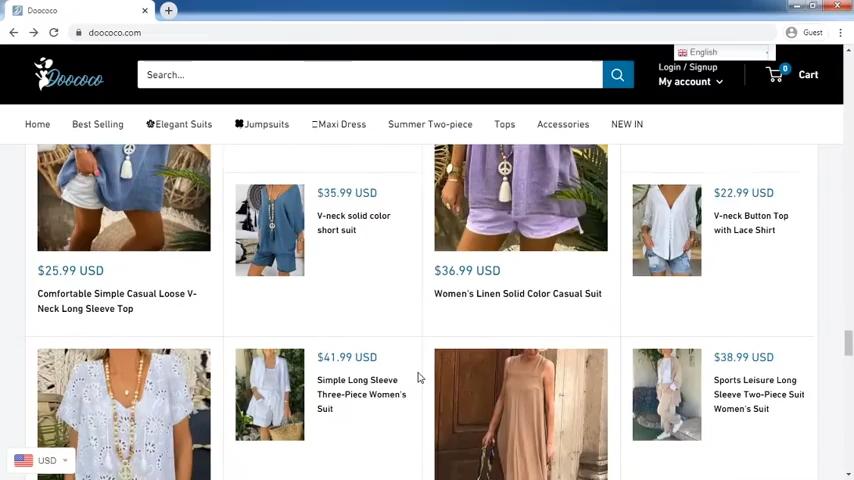 Doococo
doococo.com
Guest
English
Doococo
Search...
Login / Signup
My account
0
Cart
Home
Best Selling
✿Elegant Suits
Jumpsuits
Maxi Dress
Summer Two-piece
Tops
Accessories
NEW IN
$35.99 USD
V-neck solid color
short suit
$22.99 USD
V-neck Button Top
with Lace Shirt
$25.99 USD
Comfortable Simple Casual Loose V-
Neck Long Sleeve Top
$36.99 USD
Women's Linen Solid Color Casual Suit
$41.99 USD
Simple Long Sleeve
Three-Piece Women's
Suit
$38.99 USD
Sports Leisure Long
Sleeve Two-Piece Suit
Women's Suit
USD